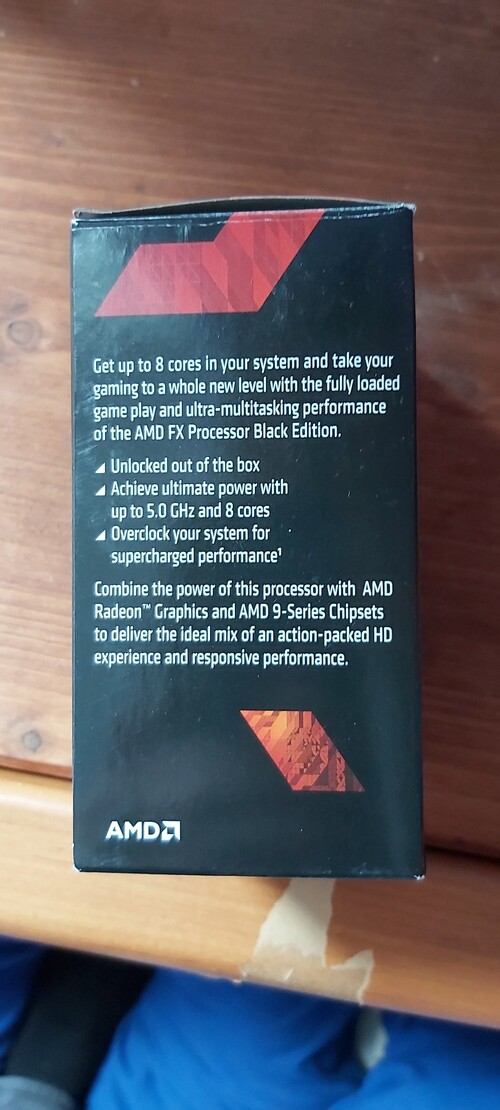 Get up to 8 cores in your system and take your
gaming to a whole new level with the fully loaded
game play and ultra-multitasking performance
of the AMD FX Processor Black Edition.
Unlocked out of the box
Achieve ultimate power with
up to 5.0 GHz and 8 cores
Overclock your system for
supercharged performance¹
Combine the power of this processor with AMD
Radeon™ Graphics and AMD 9-Series Chipsets
to deliver the ideal mix of an action-packed HD
experience and responsive performance.
AMD